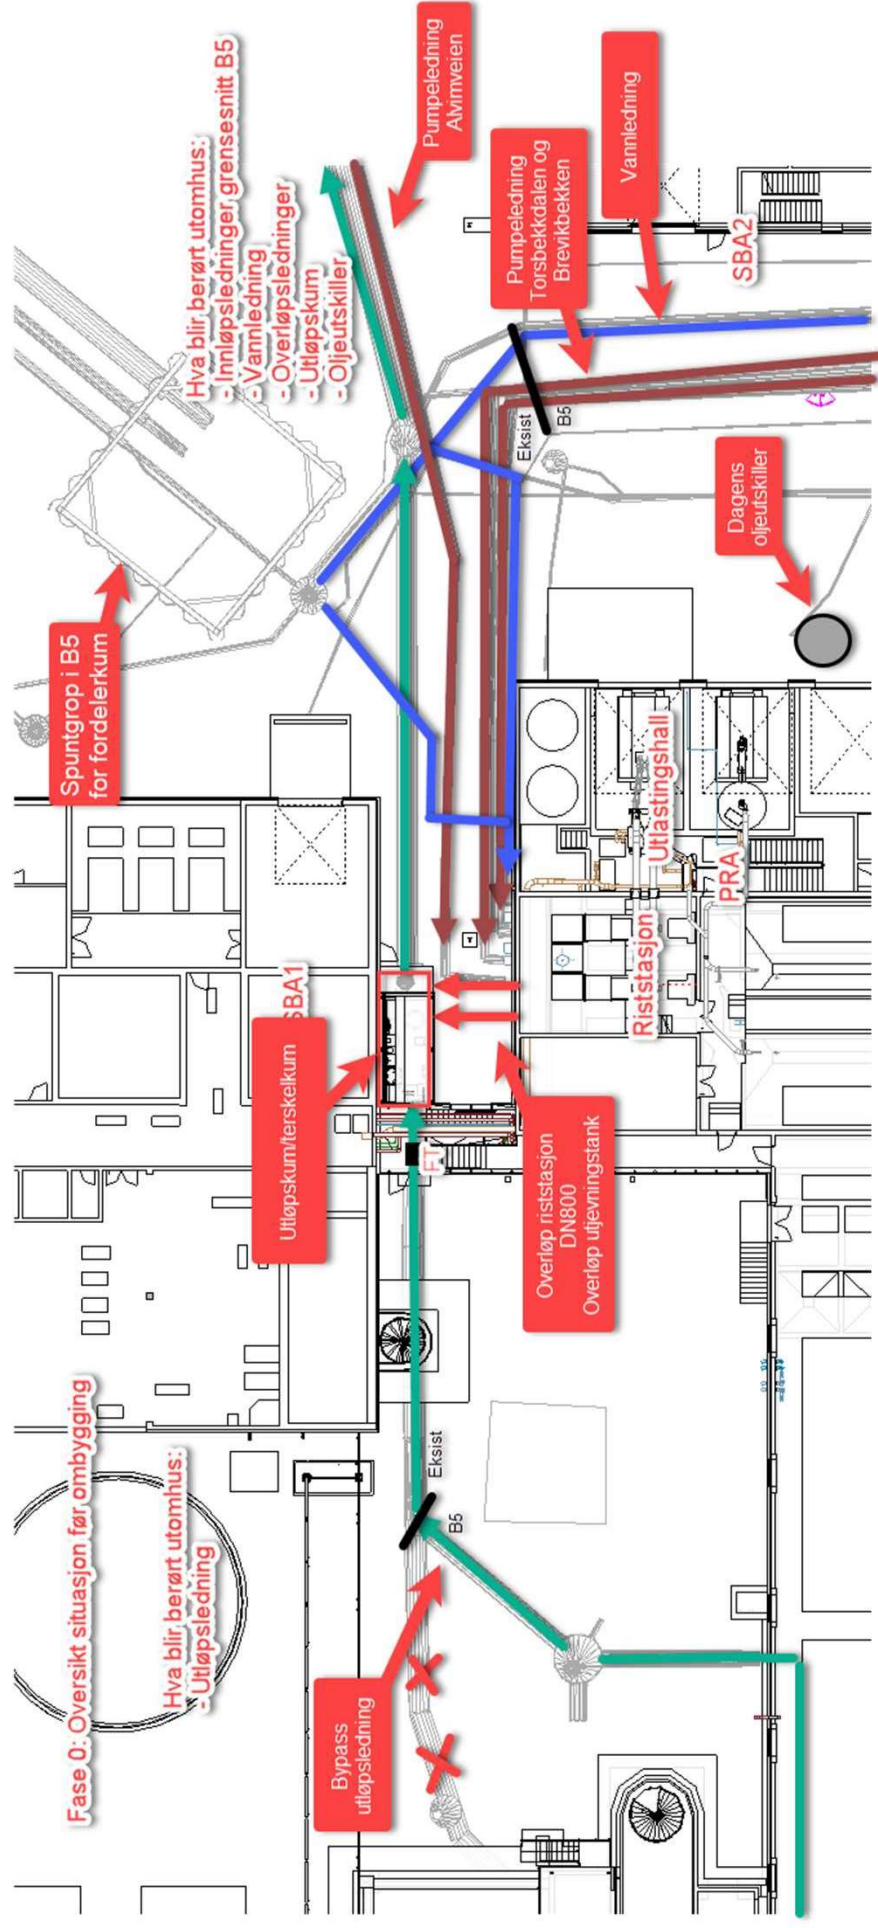 Fase 0: Oversikt situasjon før ombygging
Hva blir berørt utomhus:
- Utløpsledning
Bypass
utløpsledning
Eksist
B5
FT
Utløpskum/terskelkum
SBA1
Overløp riststasjon
DN800
Overløp utjevningstank
Spuntgrop i B5
for fordelerkum
Hva blir berørt utomhus:
- Innløpsledninger grensesnitt B5
- Vannledning
- Overløpsledninger
- Utløpskum
- Oljeutskiller
Pumpeledning
Alvimveien
Pumpeledning
Torsbekkdalen og
Brevikbekken
Vannledning
SBA2
Eksist
B5
Dagens
oljeutskiller
Riststasjon
Utlastingshall
PRA